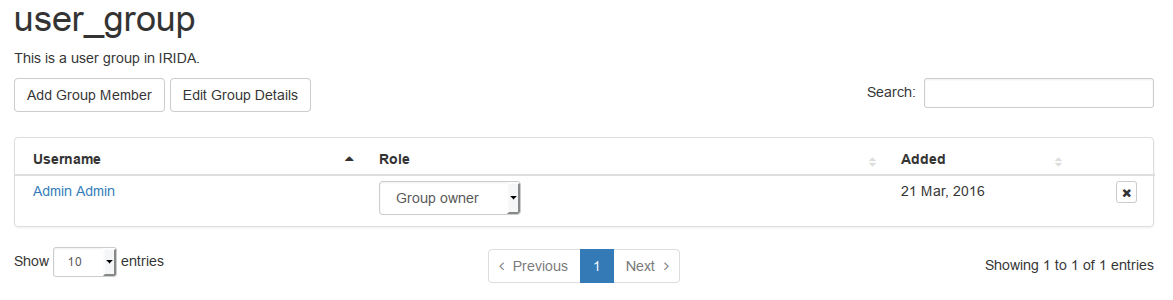 user_group
This is a user group in IRIDA.
Add Group Member Edit Group Details Search:
Username Role Added
Admin Admin Group owner 21 Mar, 2016
Show 10 entries Previous 1 Next Showing 1 to 1 of 1 entries